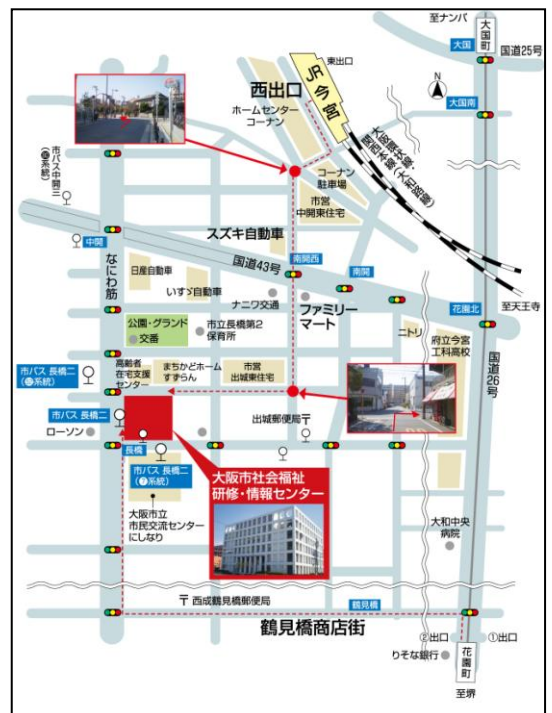 至ナンバ
大国町
大国
国道25号
東出口
JR今宮
西出口
ホームセンター
コーナン
N
大国南
大阪環状線
関西本線(大和路線)
市バス中開三
コーナン
駐車場
市営
中開東住宅
スズキ自動車
中開
国道43号
南開西
南開
なにわ筋
日産自動車
いすゞ自動車
ナニワ交通
ファミリー
マート
花園北
至天王寺
公園・グランド
交番
市立長橋第2
保育所
ニトリ
府立今宮
工科高校
国道26号
市バス 長橋二
高齢者
在宅支援
センター
まちかどホーム
すずらん
市営
出城東住宅
市バス 長橋二
ローソン
出城郵便局〒
長橋
市バス 長橋二
(❼系統)
大阪市社会福祉
研修・情報センター
大阪市立
市民交流センター
にしなり
大和中央
病院
〒西成鶴見橋郵便局
鶴見橋
鶴見橋商店街
②出口
①出口
りそな銀行
花園町
至堺